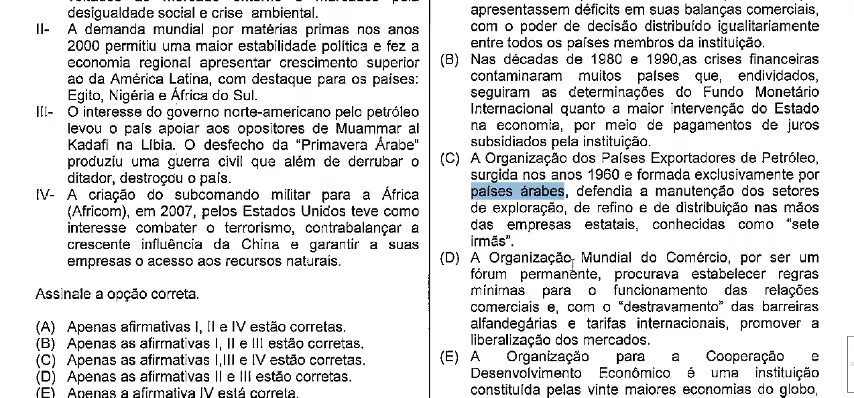 desigualdade social e crise ambiental.
II- A demanda mundial por matérias primas nos anos
2000 permitiu uma maior estabilidade política e fez a
economia regional apresentar crescimento superior
ao da América Latina, com destaque para os países:
Egito, Nigéria e África do Sul.
III- O interesse do governo norte-americano pelo petróleo
levou o país apoiar aos opositores de Muammar al
Kadafi na Líbia. O desfecho da "Primavera Árabe"
produziu uma guerra civil que além de derrubar o
ditador, destroçou o país.
IV- A criação do subcomando militar para a África
(Africom), em 2007, pelos Estados Unidos teve como
interesse combater o terrorismo, contrabalançar a
crescente influência da China e garantir a suas
empresas o acesso aos recursos naturais.
Assinale a opção correta.
(A) Apenas afirmativas I, II e IV estão corretas.
(B) Apenas as afirmativas I, II e III estão corretas.
(C) Apenas as afirmativas I,III e IV estão corretas.
(D) Apenas as afirmativas II e III estão corretas.
(E) Apenas a afirmativa IV está correta.
apresentassem déficits em suas balanças comerciais,
com o poder de decisão distribuído igualitariamente
entre todos os países membros da instituição.
(B) Nas décadas de 1980 e 1990,as crises financeiras
contaminaram muitos países que, endividados,
seguiram as determinações do Fundo Monetário
Internacional quanto a maior intervenção do Estado
na economia, por meio de pagamentos de juros
subsidiados pela instituição.
(C) A Organização dos Países Exportadores de Petróleo,
surgida nos anos 1960 e formada exclusivamente por
países árabes, defendia a manutenção dos setores
de exploração, de refino e de distribuição nas mãos
das empresas estatais, conhecidas como "sete
irmãs".
(D) A Organização Mundial do Comércio, por ser um
fórum permanente, procurava estabelecer regras
mínimas para o funcionamento das relações
comerciais e, com o "destravamento" das barreiras
alfandegárias e tarifas internacionais, promover a
liberalização dos mercados.
(E) A Organização para a Cooperação e
Desenvolvimento Econômico é uma instituição
constituída pelas vinte maiores economias do globo,